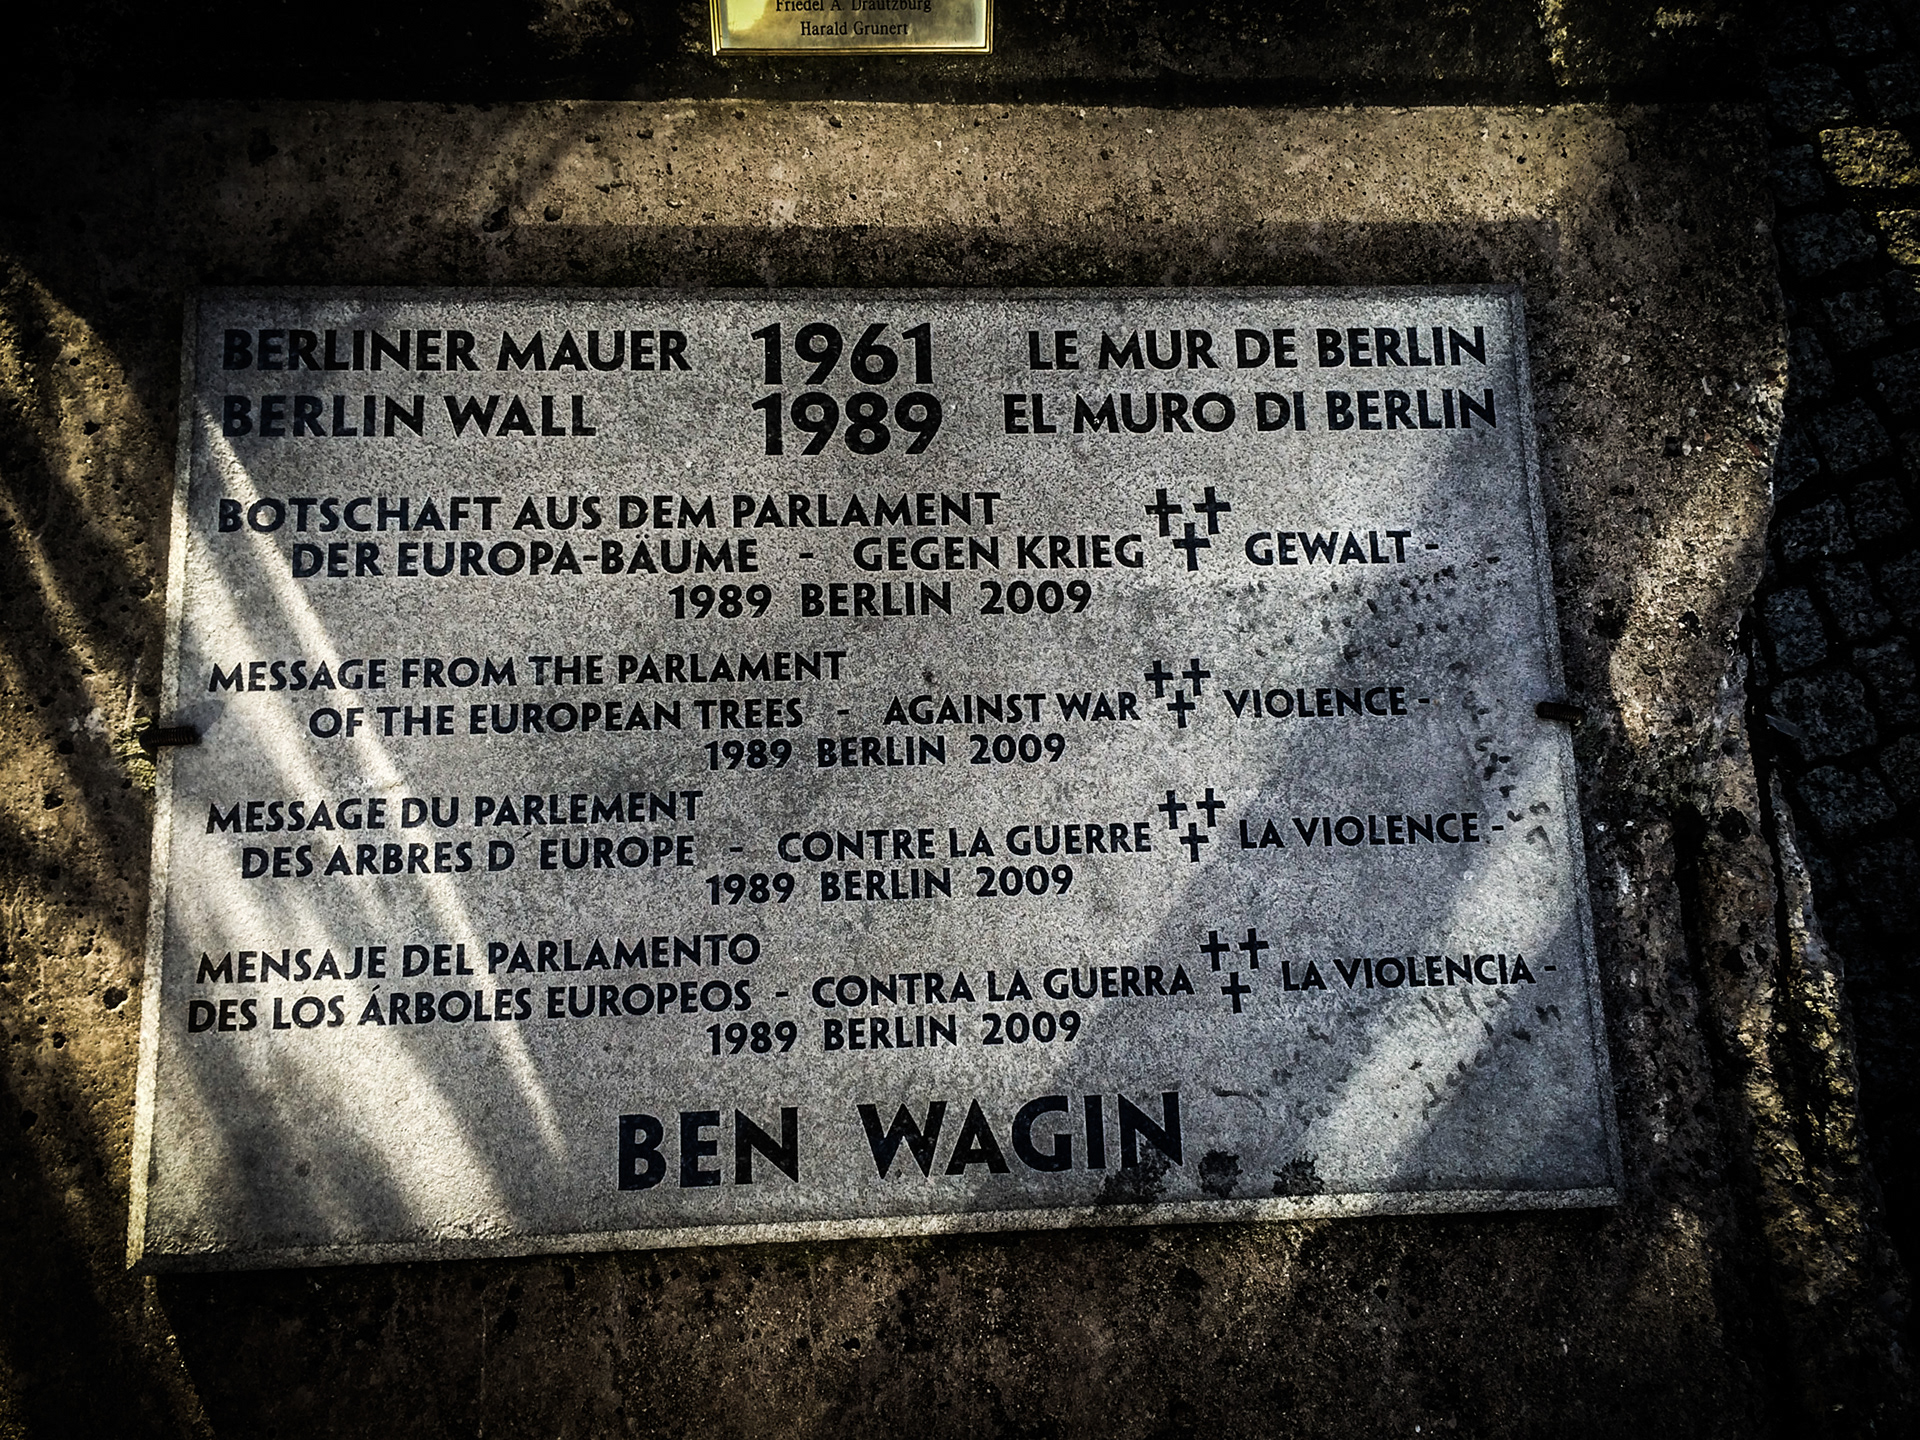 Friedel A. Drautzburg
Harald Grunert
BERLINER MAUER 1961 LE MUR DE BERLIN
BERLIN WALL 1989 EL MURO DI BERLIN
BOTSCHAFT AUS DEM PARLAMENT
DER EUROPA-BÄUME - GEGEN KRIEG ††† GEWALT -
1989 BERLIN 2009
MESSAGE FROM THE PARLAMENT
OF THE EUROPEAN TREES - AGAINST WAR ††† VIOLENCE -
1989 BERLIN 2009
MESSAGE DU PARLEMENT
DES ARBRES D´EUROPE - CONTRE LA GUERRE ††† LA VIOLENCE -
1989 BERLIN 2009
MENSAJE DEL PARLAMENTO
DES LOS ÁRBOLES EUROPEOS - CONTRA LA GUERRA ††† LA VIOLENCIA -
1989 BERLIN 2009
BEN WAGIN